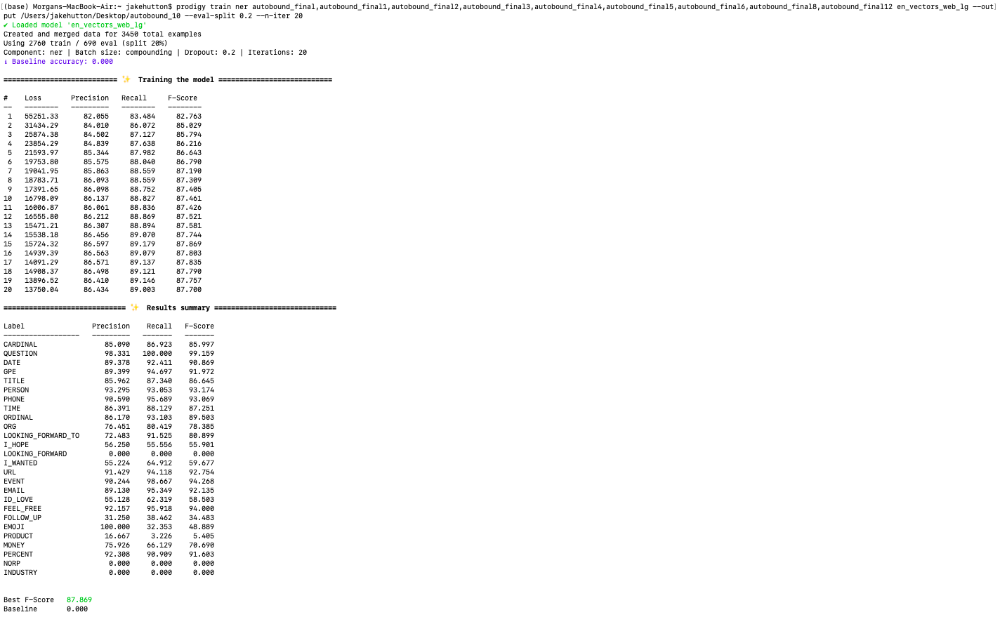 [(base) Morgans-MacBook-Air:~ jakehutton$ prodigy train ner autobound_final,autobound_final1,autobound_final2,autobound_final3,autobound_final4,autobound_final5,autobound_final6,autobound_final8,autobound_final12 en_vectors_web_lg --out]
put /Users/jakehutton/Desktop/autobound_10 --eval-split 0.2 --n-iter 20
✔ Loaded model 'en_vectors_web_lg'
Created and merged data for 3450 total examples
Using 2760 train / 690 eval (split 20%)
Component: ner | Batch size: compounding | Dropout: 0.2 | Iterations: 20
ℹ Baseline accuracy: 0.000
=========================== ✨  Training the model ===========================
#    Loss       Precision   Recall     F-Score
--   --------   ---------   --------   --------
 1   55251.33      82.055     83.484     82.763
 2   31434.29      84.010     86.072     85.029
 3   25874.38      84.502     87.127     85.794
 4   23854.29      84.839     87.638     86.216
 5   21593.97      85.344     87.982     86.643
 6   19753.80      85.575     88.040     86.790
 7   19041.95      85.863     88.559     87.190
 8   18783.71      86.093     88.559     87.309
 9   17391.65      86.098     88.752     87.405
10   16798.09      86.137     88.827     87.461
11   16006.87      86.061     88.836     87.426
12   16555.80      86.212     88.869     87.521
13   15471.21      86.307     88.894     87.581
14   15538.18      86.456     89.070     87.744
15   15724.32      86.597     89.179     87.869
16   14939.39      86.563     89.079     87.803
17   14091.29      86.571     89.137     87.835
18   14908.37      86.498     89.121     87.790
19   13896.52      86.410     89.146     87.757
20   13750.04      86.434     89.003     87.700
============================= ✨  Results summary =============================
Label                Precision    Recall   F-Score
------------------   ---------   -------   -------
CARDINAL                85.090    86.923    85.997
QUESTION                98.331   100.000    99.159
DATE                    89.378    92.411    90.869
GPE                     89.399    94.697    91.972
TITLE                   85.962    87.340    86.645
PERSON                  93.295    93.053    93.174
PHONE                   90.590    95.689    93.069
TIME                    86.391    88.129    87.251
ORDINAL                 86.170    93.103    89.503
ORG                     76.451    80.419    78.385
LOOKING_FORWARD_TO      72.483    91.525    80.899
I_HOPE                  56.250    55.556    55.901
LOOKING_FORWARD          0.000     0.000     0.000
I_WANTED                55.224    64.912    59.677
URL                     91.429    94.118    92.754
EVENT                   90.244    98.667    94.268
EMAIL                   89.130    95.349    92.135
ID_LOVE                 55.128    62.319    58.503
FEEL_FREE               92.157    95.918    94.000
FOLLOW_UP               31.250    38.462    34.483
EMOJI                  100.000    32.353    48.889
PRODUCT                 16.667     3.226     5.405
MONEY                   75.926    66.129    70.690
PERCENT                 92.308    90.909    91.603
NORP                     0.000     0.000     0.000
INDUSTRY                 0.000     0.000     0.000
Best F-Score   87.869
Baseline       0.000